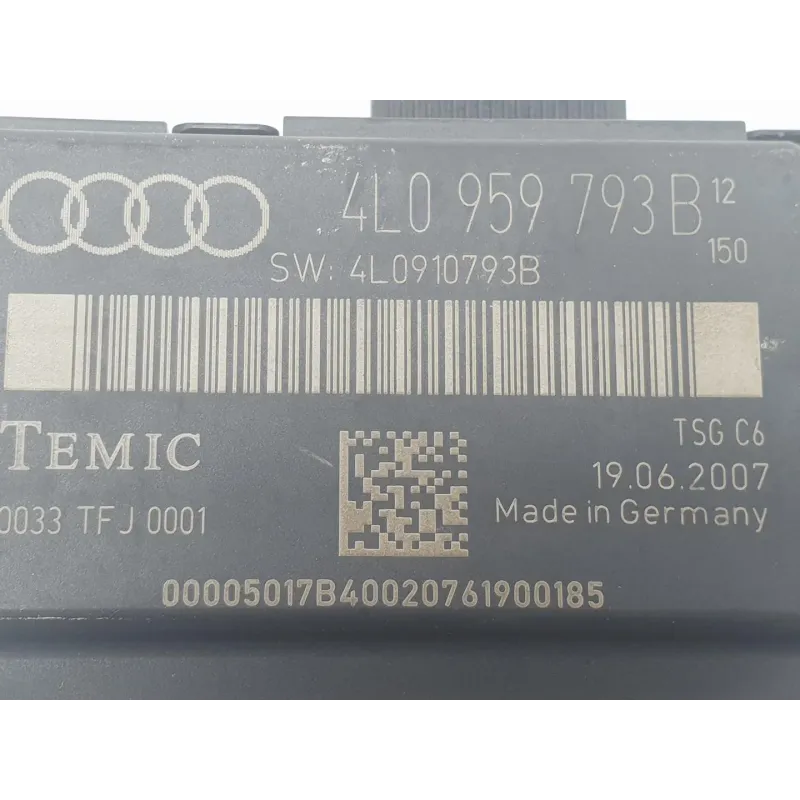 4L0 959 793B 12
150
SW: 4L0910793B
TEMIC
TSG C6
19.06.2007
0033 TFJ 0001
Made in Germany
00005017B40020761900185